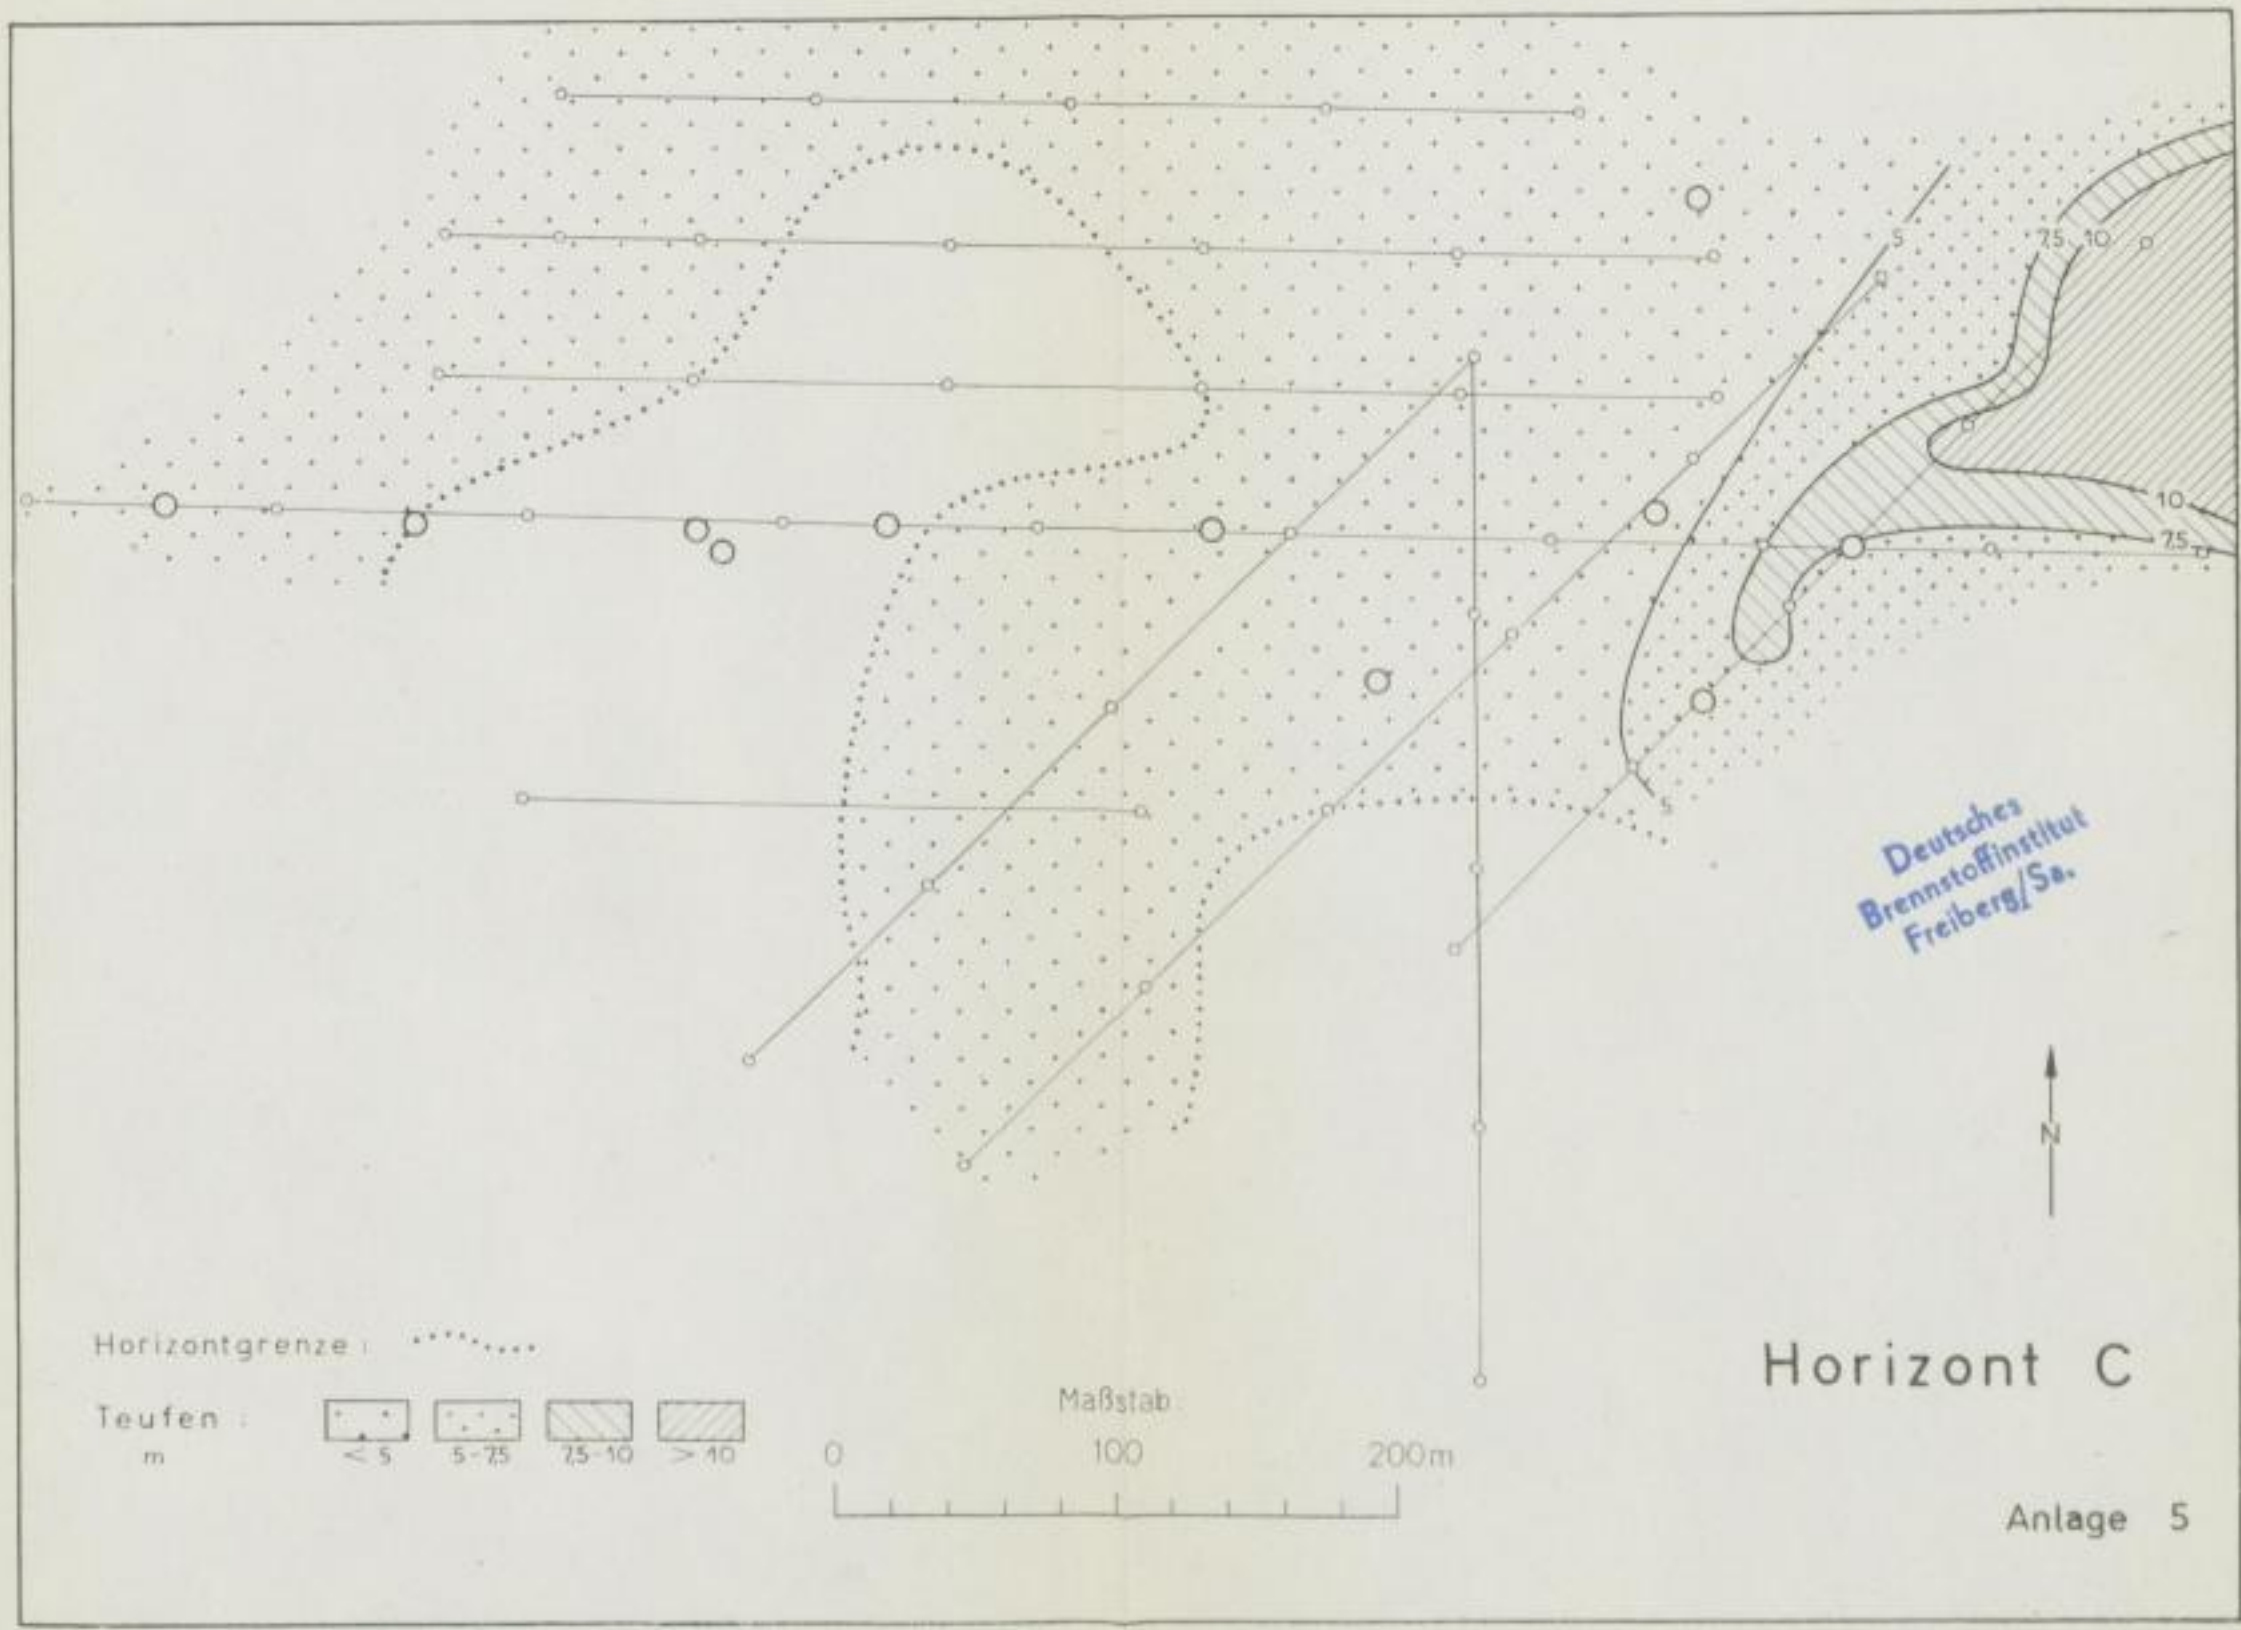 5
7,5 10
10
7,5
5
Deutsches
Brennstoffinstitut
Freiberg/Sa.
N
Horizontgrenze :
Horizont C
Teufen :
m
< 5 5-7,5 7,5-10 > 10
Maßstab
0 100 200m
Anlage 5